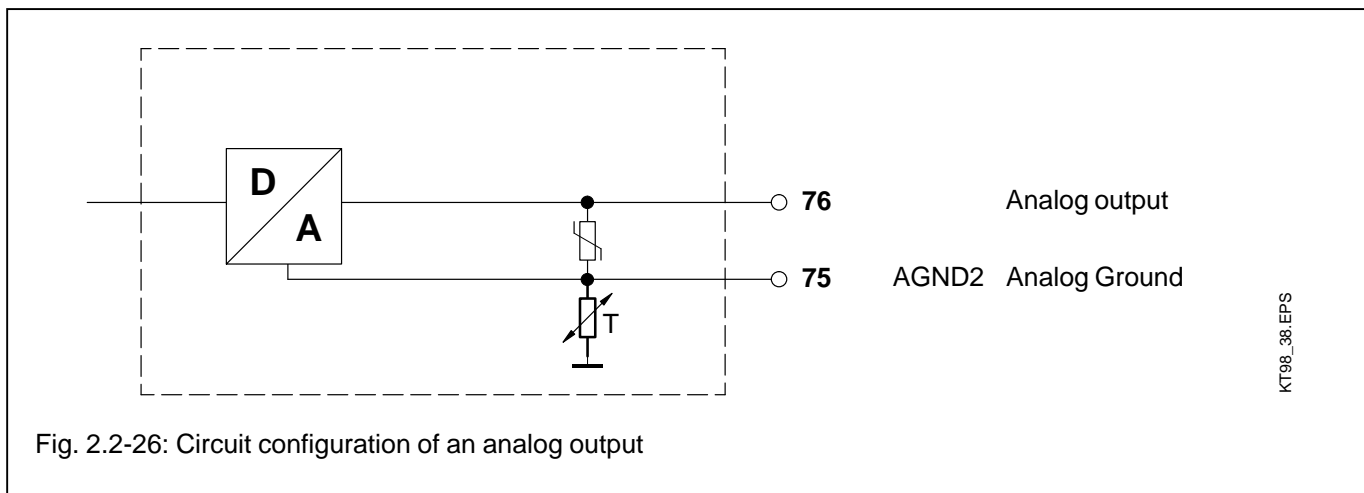 D
A
76 Analog output
75 AGND2 Analog Ground
T
KT98_38.EPS
Fig. 2.2-26: Circuit configuration of an analog output